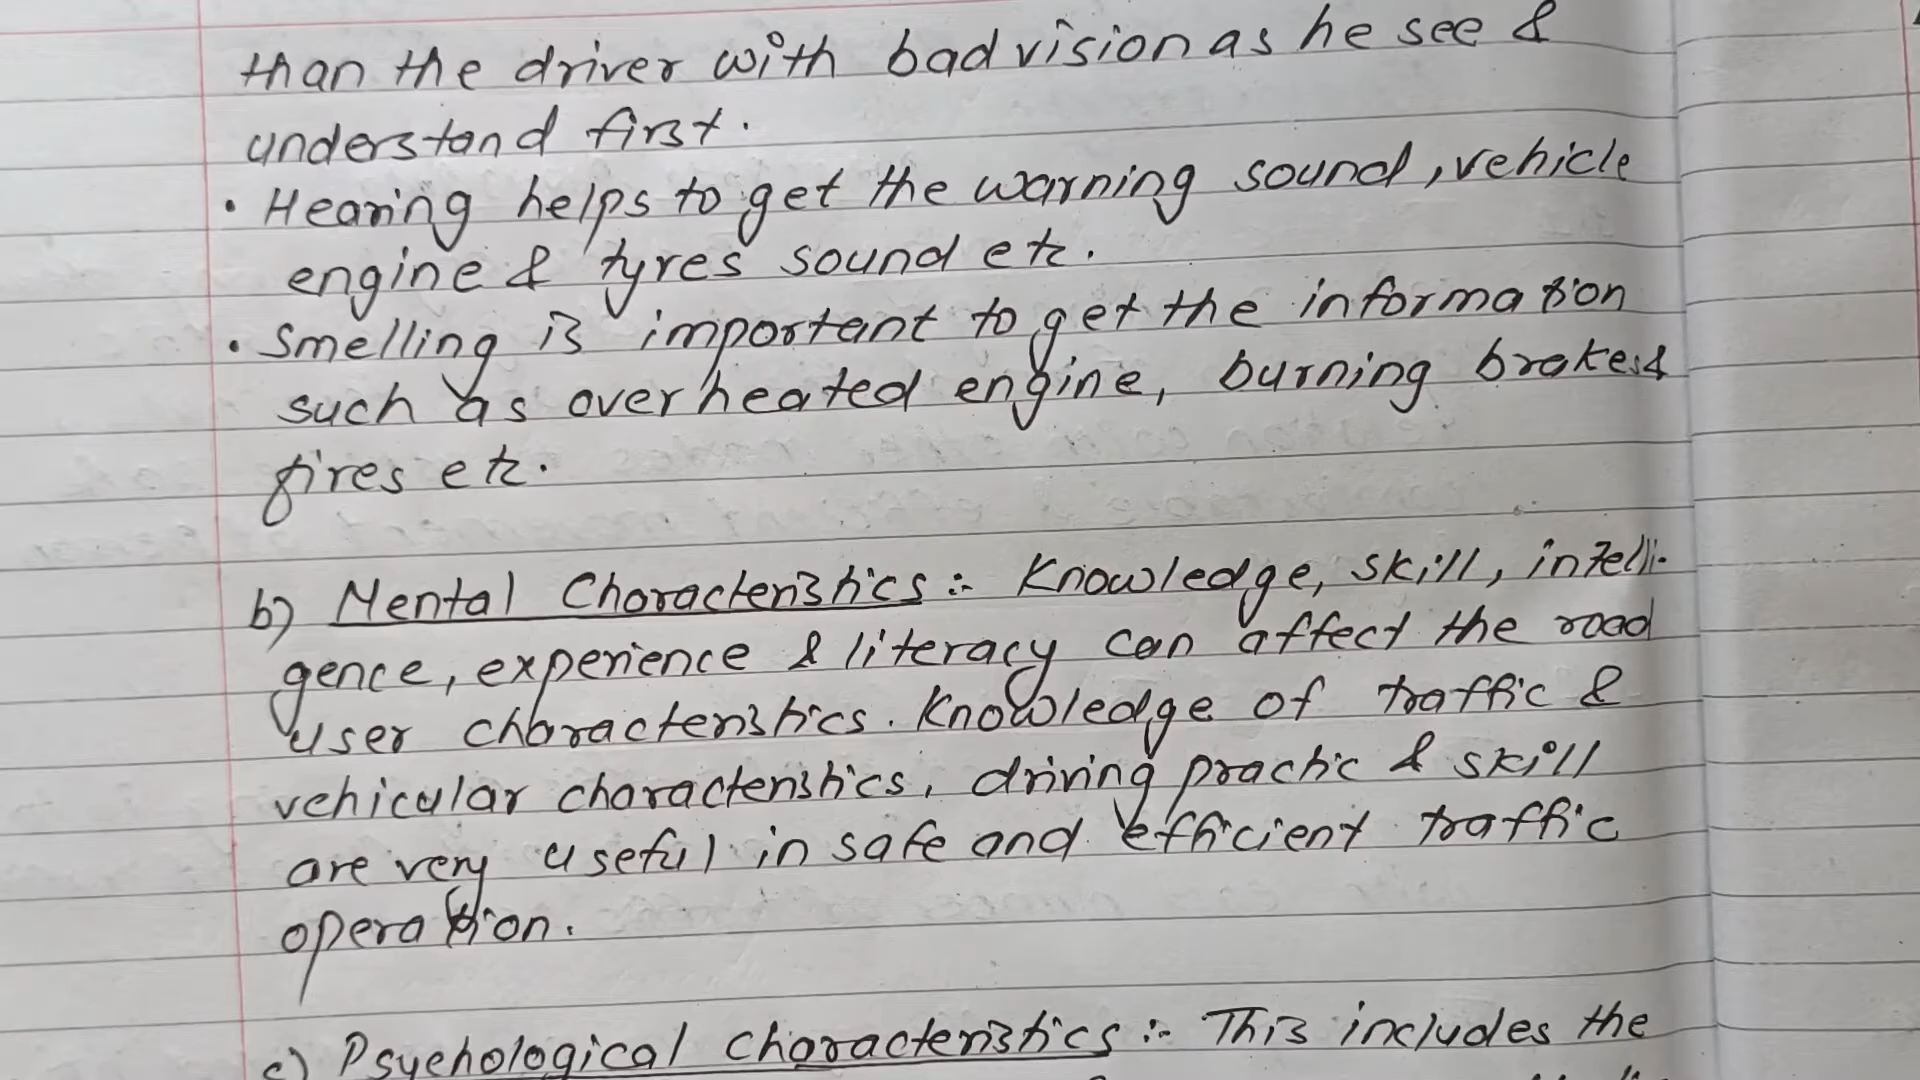 than the driver with bad vision as he see &
understand first.
• Hearing helps to get the warning sound, vehicle
engine & tyres sound etc.
• Smelling is important to get the information
such as overheated engine, burning brakes &
fires etc.
b) Mental Characteristics :- Knowledge, skill, intelli-
gence, experience & literacy can affect the road
user characteristics. Knowledge of traffic &
vehicular characteristics, driving practic & skill
are very useful in safe and efficient traffic
operation.
c) Psychological characteristics :- This includes the